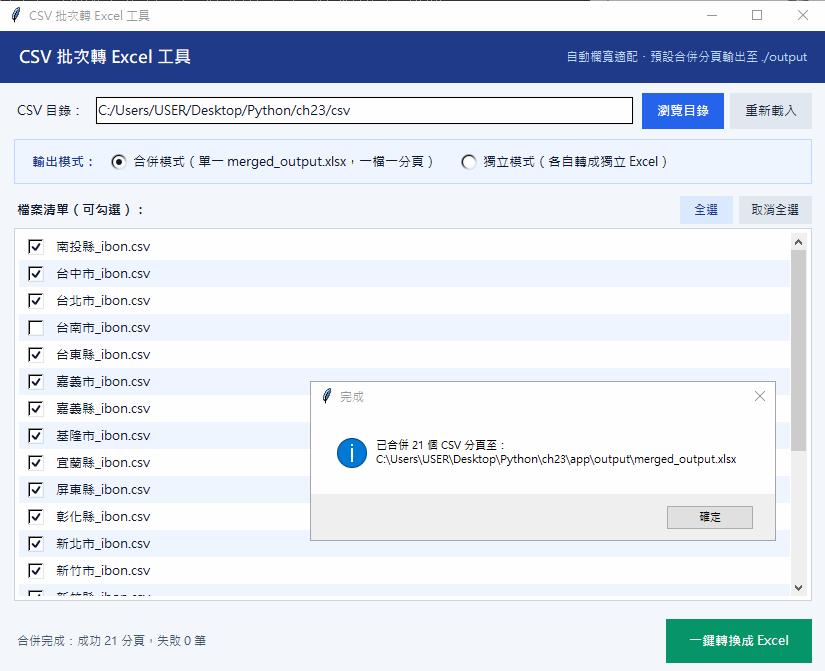 CSV 批次轉 Excel 工具
CSV 批次轉 Excel 工具
自動欄寬適配 · 預設合併分頁輸出至 ./output
CSV 目錄：
C:/Users/USER/Desktop/Python/ch23/csv
瀏覽目錄
重新載入
輸出模式：
合併模式（單一 merged_output.xlsx，一檔一分頁）
獨立模式（各自轉成獨立 Excel）
檔案清單（可勾選）：
全選
取消全選
南投縣_ibon.csv
台中市_ibon.csv
台北市_ibon.csv
台南市_ibon.csv
台東縣_ibon.csv
嘉義市_ibon.csv
嘉義縣_ibon.csv
基隆市_ibon.csv
宜蘭縣_ibon.csv
屏東縣_ibon.csv
彰化縣_ibon.csv
新北市_ibon.csv
新竹市_ibon.csv
完成
已合併 21 個 CSV 分頁至：
C:\Users\USER\Desktop\Python\ch23\app\output\merged_output.xlsx
確定
合併完成：成功 21 分頁，失敗 0 筆
一鍵轉換成 Excel